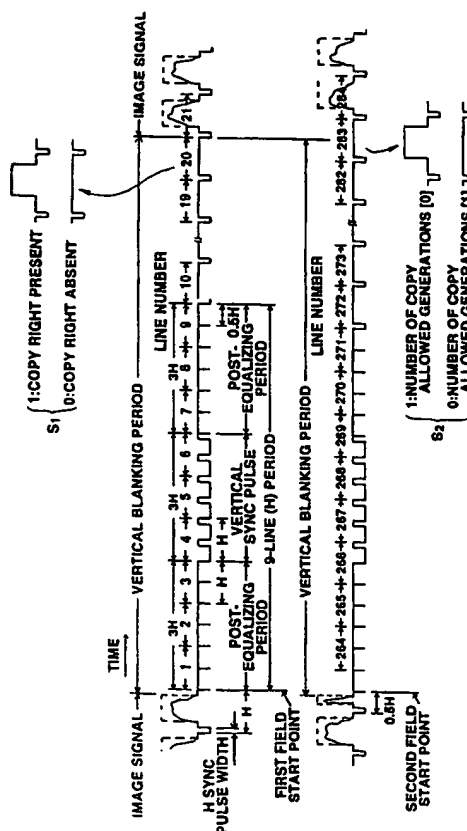 S1 { 1:COPY RIGHT PRESENT
0:COPY RIGHT ABSENT
TIME
IMAGE SIGNAL
VERTICAL BLANKING PERIOD
IMAGE SIGNAL
LINE NUMBER
3H 3H 3H
1 2 3 4 5 6 7 8 9 10 19 20 21
H SYNC
PULSE WIDTH
H H H 0.5H
POST-
EQUALIZING
PERIOD
VERTICAL
SYNC PULSE
POST-
EQUALIZING
PERIOD
9-LINE (H) PERIOD
FIRST FIELD
START POINT
VERTICAL BLANKING PERIOD
LINE NUMBER
264 265 266 267 268 269 270 271 272 273 282 283 284
0.5H
SECOND FIELD
START POINT
S2 { 1:NUMBER OF COPY
ALLOWED GENERATIONS [0]
0:NUMBER OF COPY
ALLOWED GENERATIONS [1]